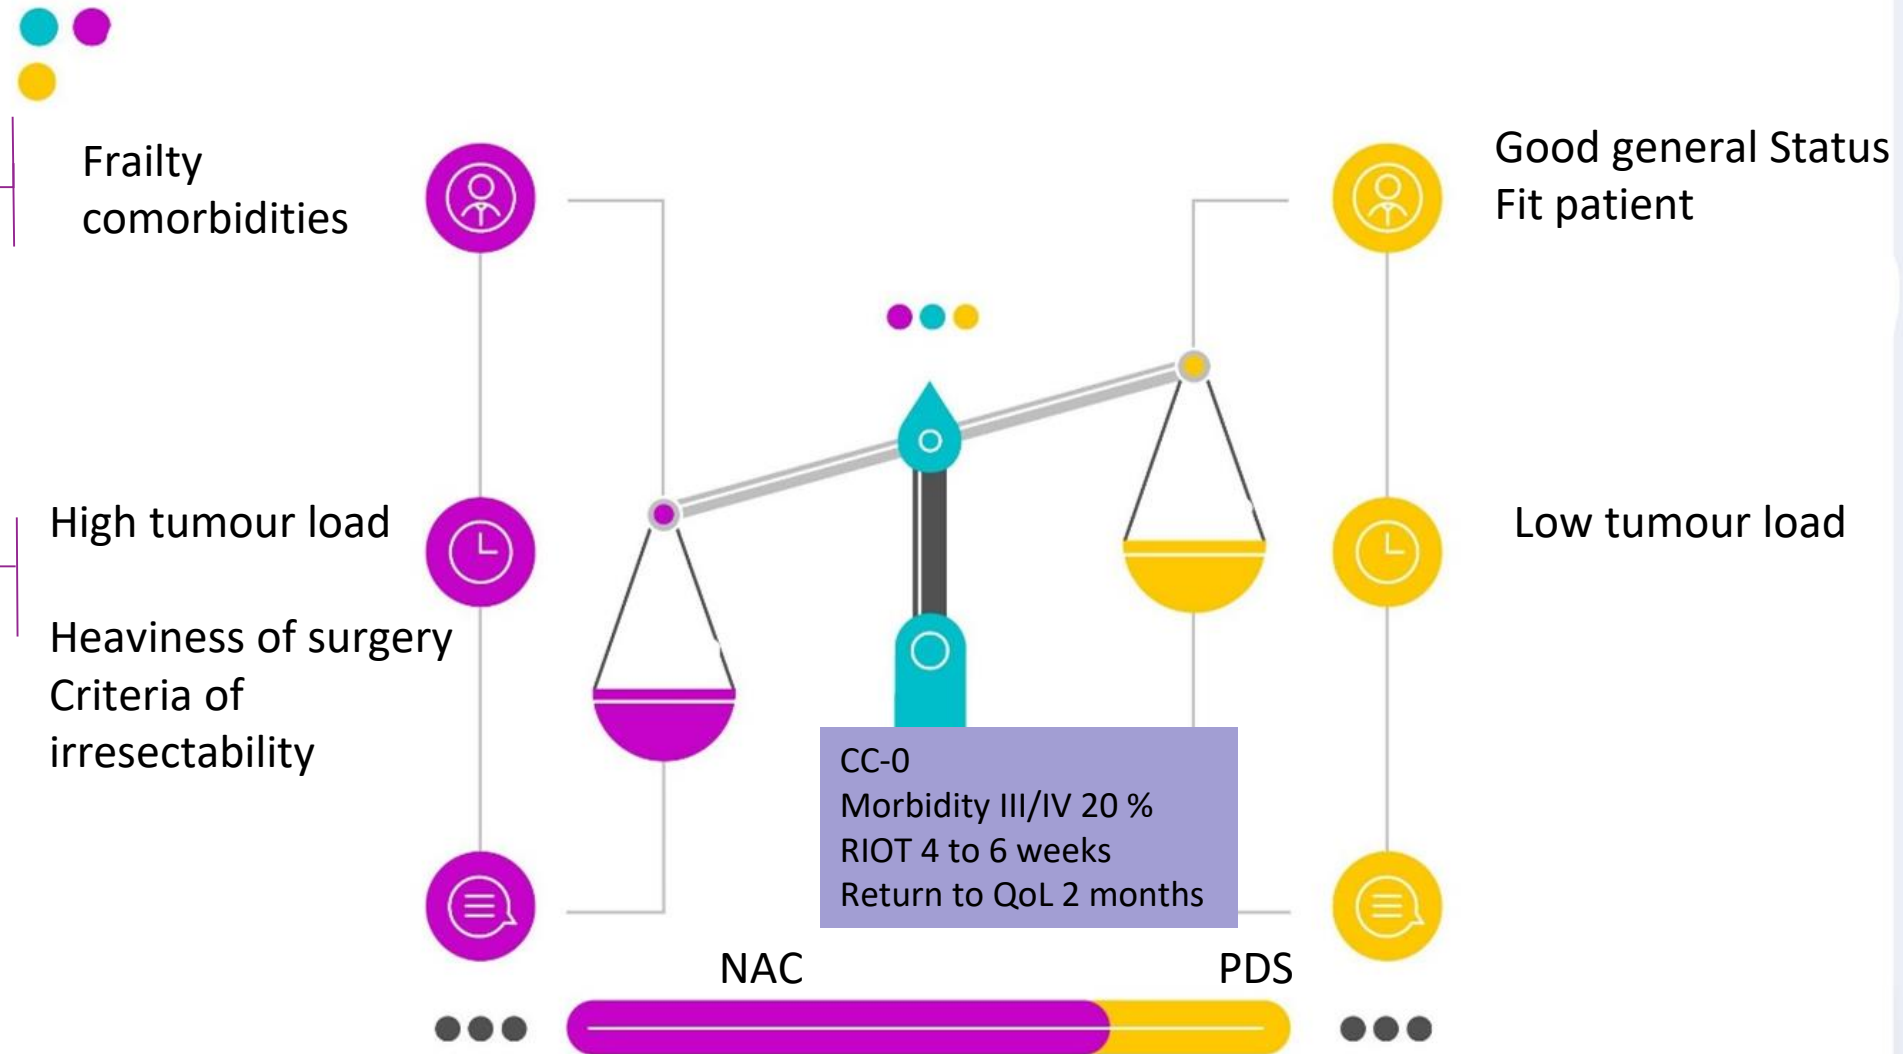 Frailty
comorbidities
Good general Status
Fit patient
High tumour load
Heaviness of surgery
Criteria of
irresectability
Low tumour load
CC-0
Morbidity III/IV 20 %
RIOT 4 to 6 weeks
Return to QoL 2 months
NAC
PDS